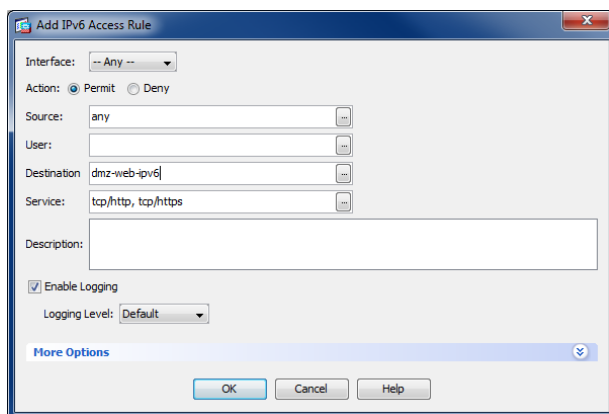 Add IPv6 Access Rule
Interface: -- Any --
Action: Permit Deny
Source: any ...
User: ...
Destination dmz-web-ipv6 ...
Service: tcp/http, tcp/https ...
Description:
Enable Logging
Logging Level: Default
More Options
OK Cancel Help